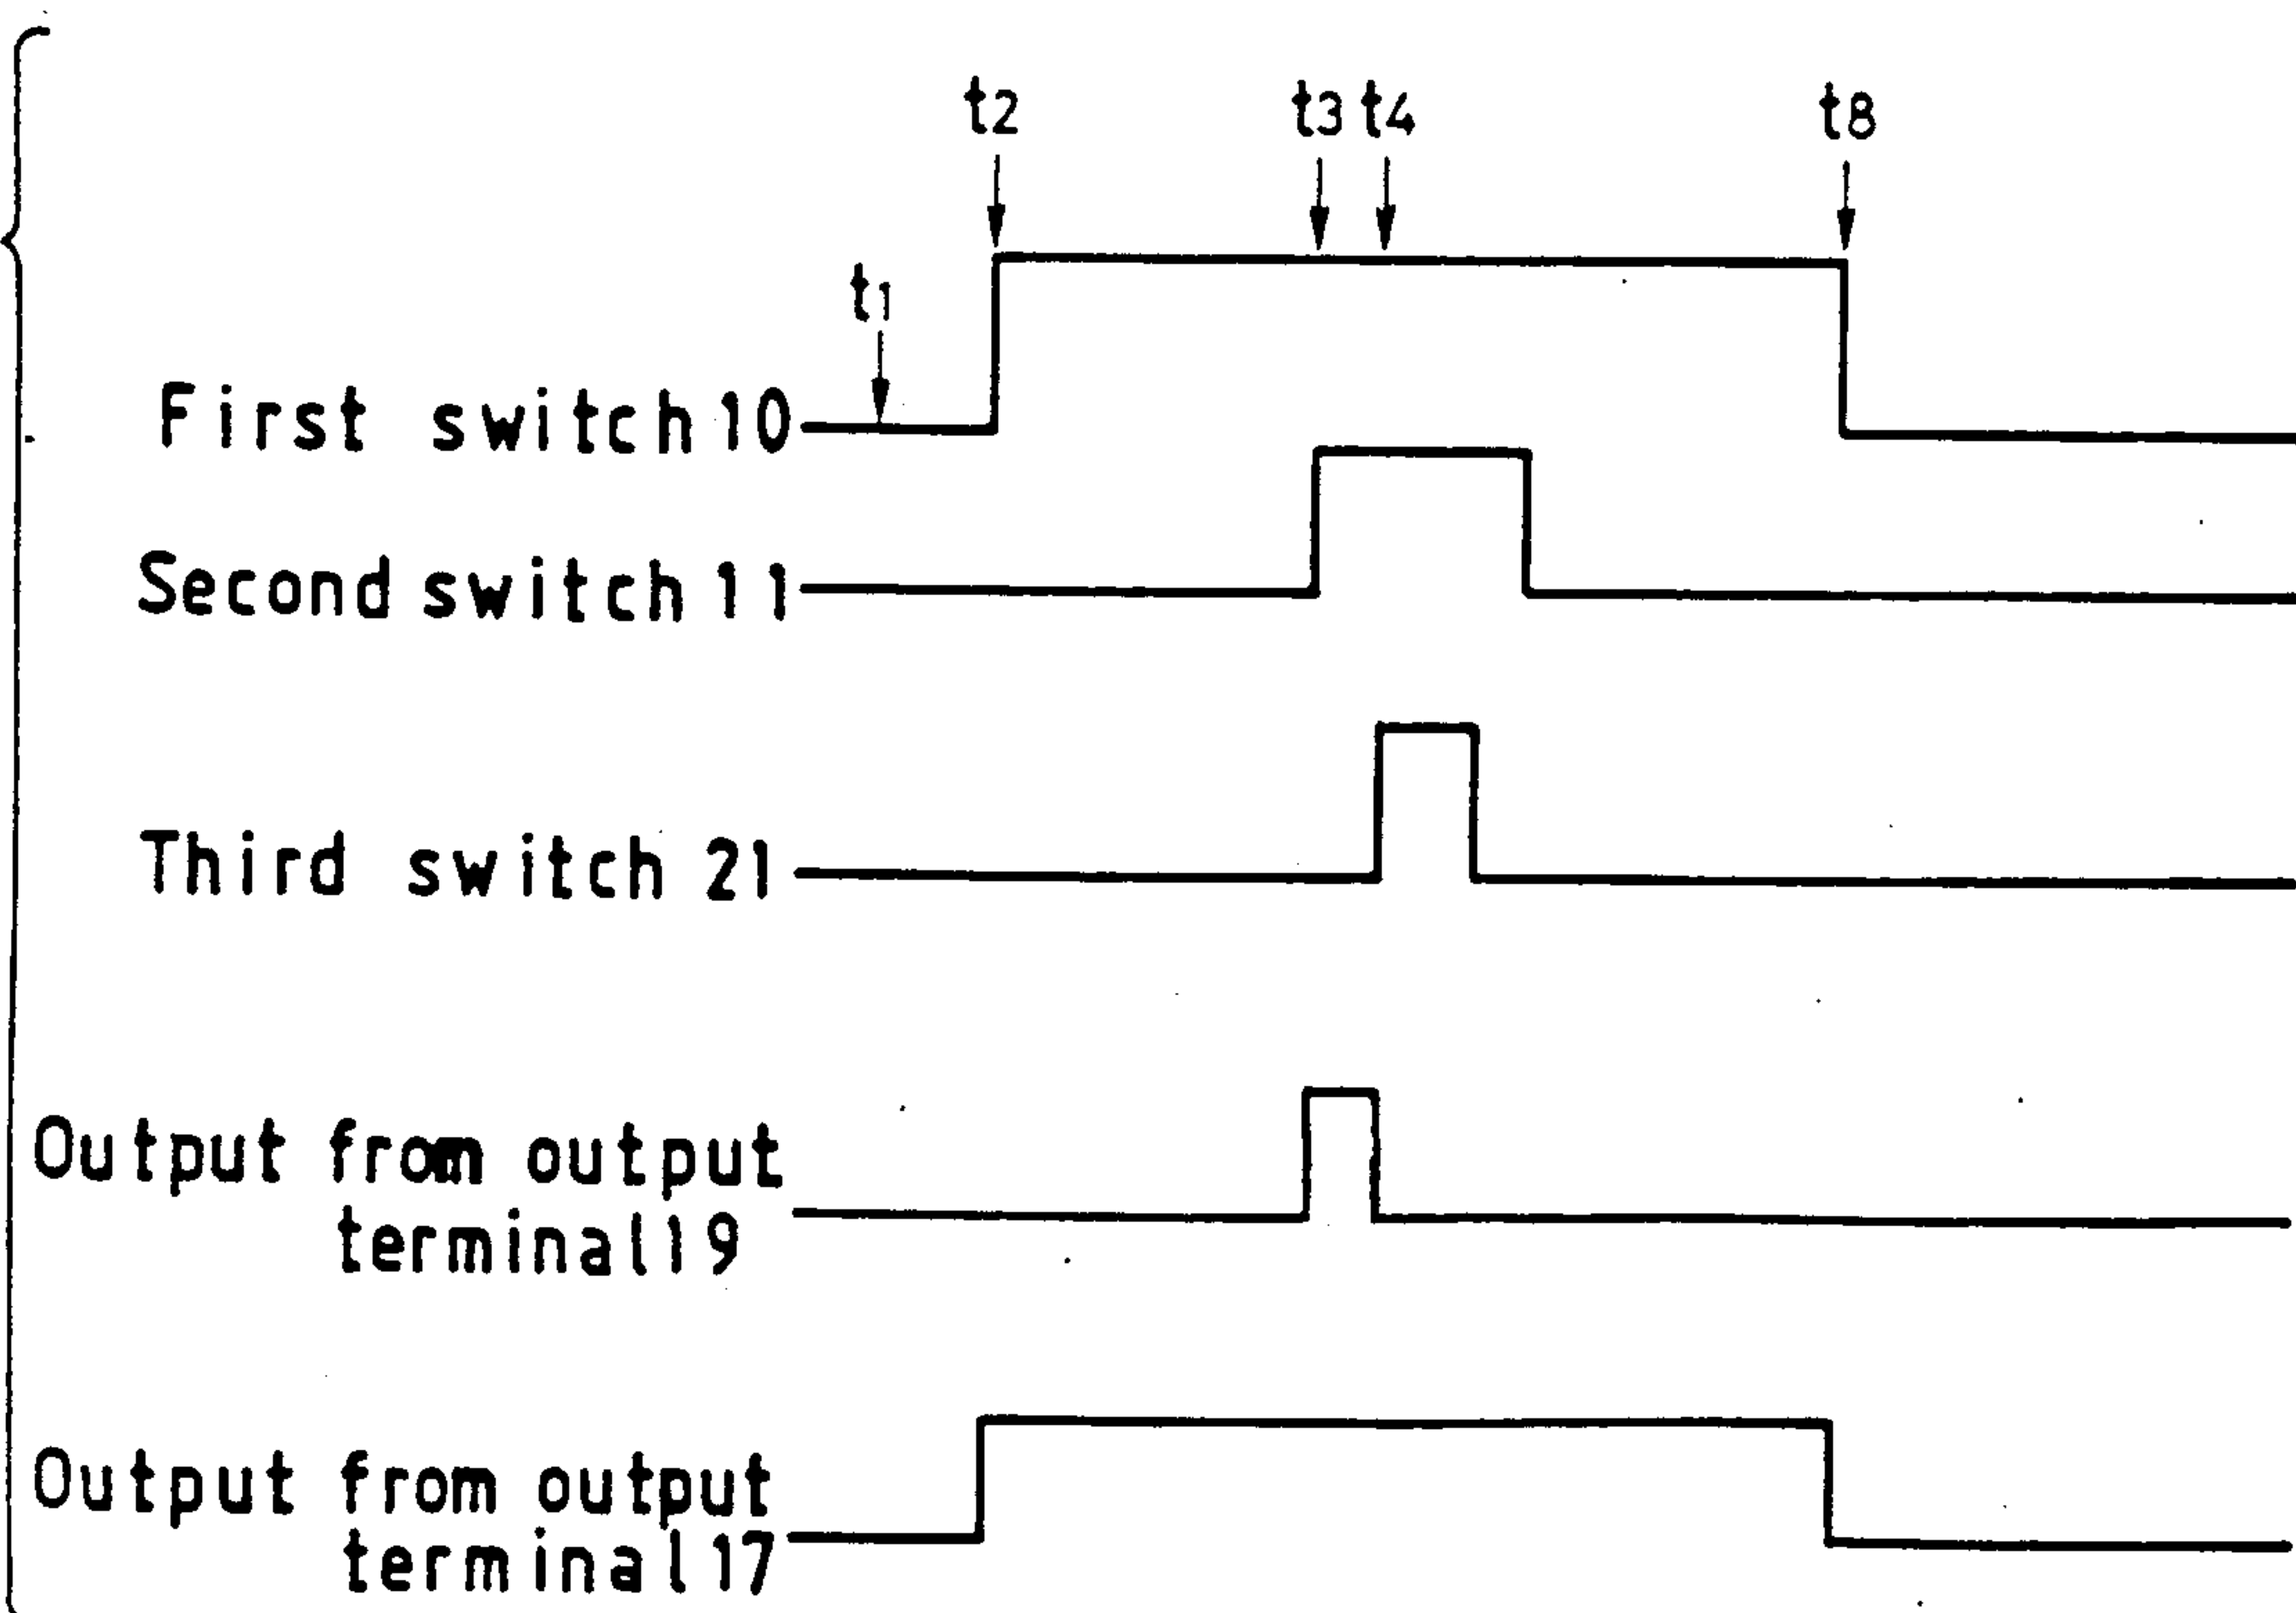 t2 t3 t4 t8
t1
First switch 10
Second switch 11
Third switch 21
Output from output
terminal 19
Output from output
terminal 17